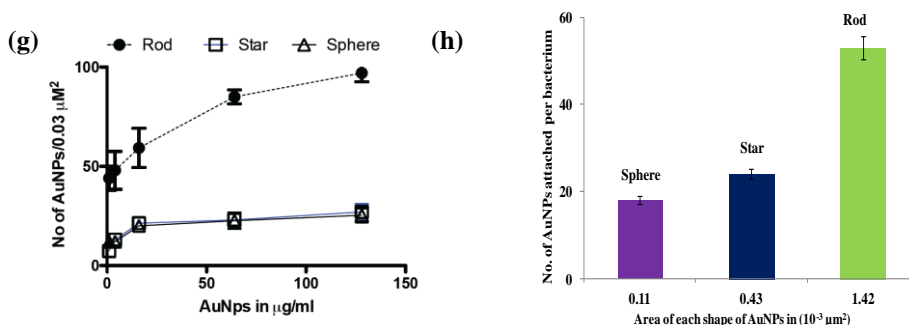 (g)
Rod Star Sphere
No of AuNPs/0.03 μM²
100
50
0
0 50 100 150
AuNps in μg/ml
(h)
No. of AuNPs attached per bacterium
60
40
20
0
Sphere
Star
Rod
0.11 0.43 1.42
Area of each shape of AuNPs in (10⁻³ μm²)